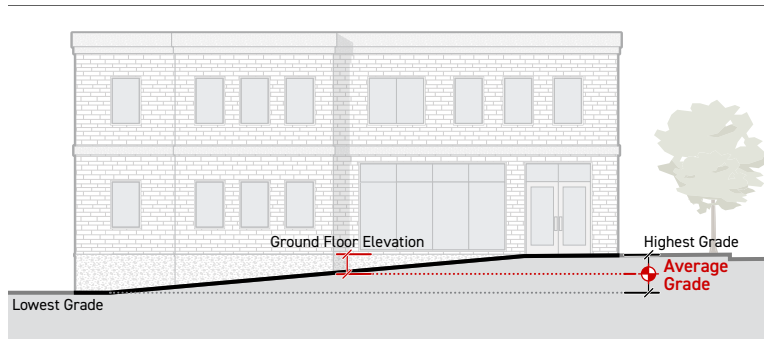 Ground Floor Elevation
Highest Grade
Average
Grade
Lowest Grade